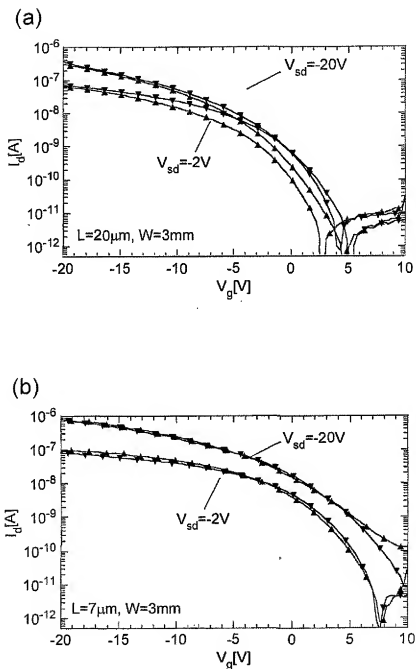 (a)
10⁻⁶
10⁻⁷
10⁻⁸
10⁻⁹
10⁻¹⁰
10⁻¹¹
10⁻¹²
I_d[A]
V_sd=-20V
V_sd=-2V
L=20µm, W=3mm
-20 -15 -10 -5 0 5 10
V_g[V]
(b)
10⁻⁶
10⁻⁷
10⁻⁸
10⁻⁹
10⁻¹⁰
10⁻¹¹
10⁻¹²
I_d[A]
V_sd=-20V
V_sd=-2V
L=7µm, W=3mm
-20 -15 -10 -5 0 5 10
V_g[V]